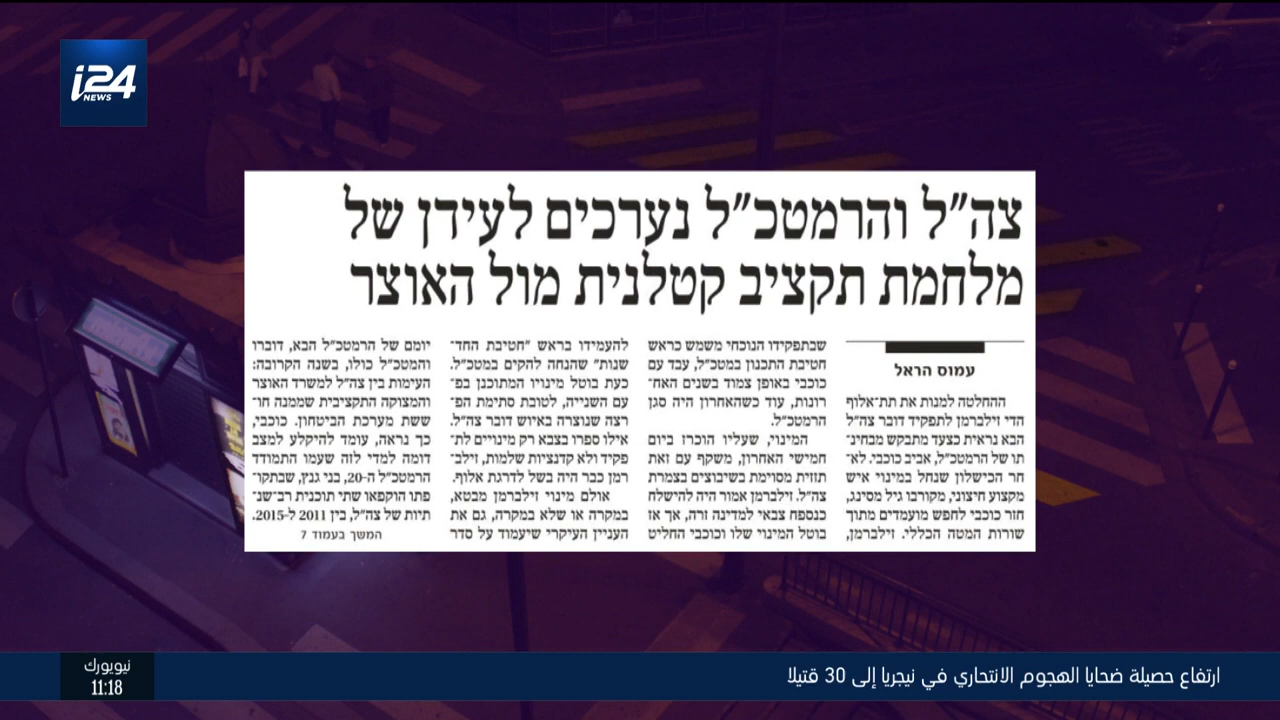 i24
NEWS
צה"ל והרמטכ"ל נערכים לעידן של
מלחמת תקציב קטלנית מול האוצר
עמוס הראל
ההחלטה למנות את תת־אלוף
הדי זילברמן לתפקיד דובר צה"ל
הבא נראית כצעד מתבקש מבחינ־
תו של הרמטכ"ל, אביב כוכבי. לא־
חר הכישלון שנחל במינוי איש
מקצוע חיצוני, מקורבו גיל מסינג,
חזר כוכבי לחפש מועמדים מתוך
שורות המטה הכללי. זילברמן,
שבתפקידו הנוכחי משמש כראש
חטיבת התכנון במטכ"ל, עבד עם
כוכבי באופן צמוד בשנים האח־
רונות, עוד כשהאחרון היה סגן
הרמטכ"ל.
המינוי, שעליו הוכרז ביום
חמישי האחרון, משקף עם זאת
תזזית מסוימת בשיבוצים בצמרת
צה"ל. זילברמן אמור היה להישלח
כנספח צבאי למדינה זרה, אך אז
בוטל המינוי שלו וכוכבי החליט
להעמידו בראש "חטיבת החד־
שנות" שהנחה להקים במטכ"ל.
כעת בוטל מינויו המתוכנן בפ־
עם השנייה, לטובת סתימת הפ־
רצה שנוצרה באיוש דובר צה"ל.
אילו ספרו בצבא רק מינויים לת־
פקיד ולא קדנציות שלמות, זילב־
רמן כבר היה בשל לדרגת אלוף.
אולם מינוי זילברמן מבטא,
במקרה או שלא במקרה, גם את
העניין העיקרי שיעמוד על סדר
יומם של הרמטכ"ל הבא, דוברו
והמטכ"ל כולו, בשנה הקרובה:
העימות בין צה"ל למשרד האוצר
והמצוקה התקציבית שממנה חו־
ששת מערכת הביטחון. כוכבי,
כך נראה, עומד להיקלע למצב
דומה למדי לזה שעמו התמודד
הרמטכ"ל ה-20, בני גנץ, שבתקו־
פתו הוקפאו שתי תוכנית רב־שנ־
תיות של צה"ל, בין 2011 ל-2015.
המשך בעמוד 7
ارتفاع حصيلة ضحايا الهجوم الانتحاري في نيجريا إلى 30 قتيلا
نيويورك
11:18